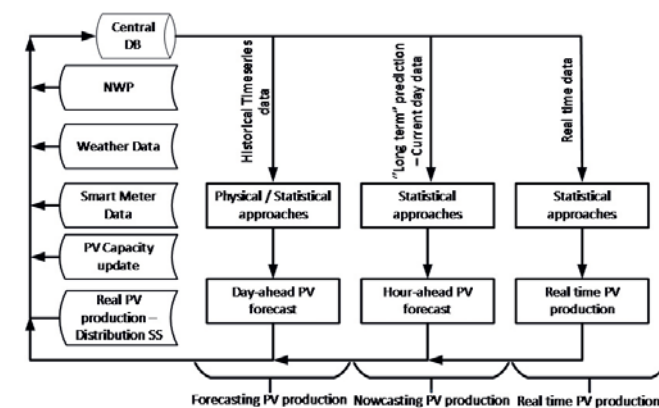 Central
DB
NWP
Weather Data
Smart Meter
Data
PV Capacity
update
Real PV
production –
Distribution SS
Historical Timeseries
data
"Long term" prediction
– Current day data
Real time data
Physical / Statistical
approaches
Statistical
approaches
Statistical
approaches
Day-ahead PV
forecast
Hour-ahead PV
forecast
Real time PV
production
Forecasting PV production
Nowcasting PV production
Real time PV production